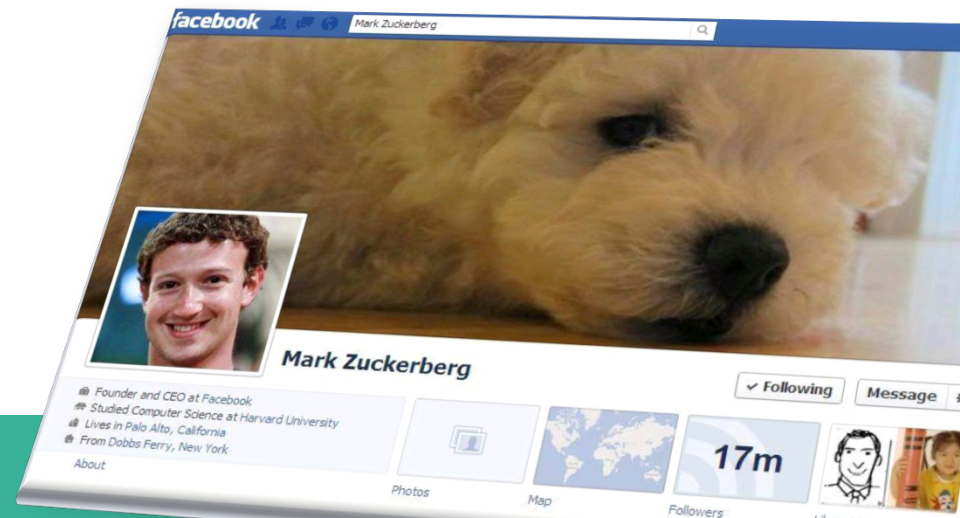 facebook
Mark Zuckerberg
Mark Zuckerberg
Following
Message
Founder and CEO at Facebook
Studied Computer Science at Harvard University
Lives in Palo Alto, California
From Dobbs Ferry, New York
About
17m
Photos
Map
Followers